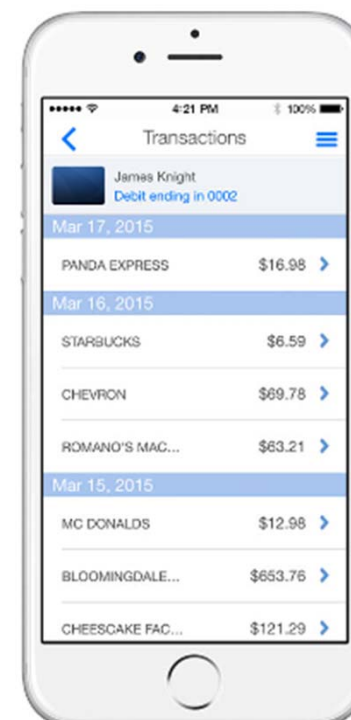 4:21 PM 100%
Transactions
James Knight
Debit ending in 0002
Mar 17, 2015
PANDA EXPRESS $16.98
Mar 16, 2015
STARBUCKS $6.59
CHEVRON $69.78
ROMANO'S MAC... $63.21
Mar 15, 2015
MC DONALDS $12.98
BLOOMINGDALE... $653.76
CHEESCAKE FAC... $121.29